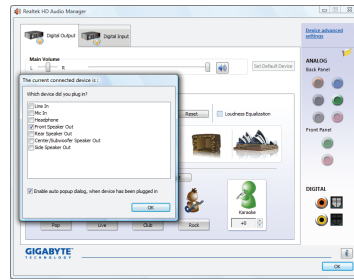 Realtek HD Audio Manager
Digital Output
Digital Input
Device advanced
settings
Main Volume
L
R
Set Default Device
ANALOG
Back Panel
The current connected device is :
Which device did you plug in?
Line In
Mic In
Headphone
Front Speaker Out
Rear Speaker Out
Center/Subwoofer Speaker Out
Side Speaker Out
Enable auto popup dialog, when device has been plugged in
OK
Reset
Loudness Equalization
Front Panel
Karaoke
+0
Pop
Live
Club
Rock
DIGITAL
GIGABYTE
TECHNOLOGY
OK